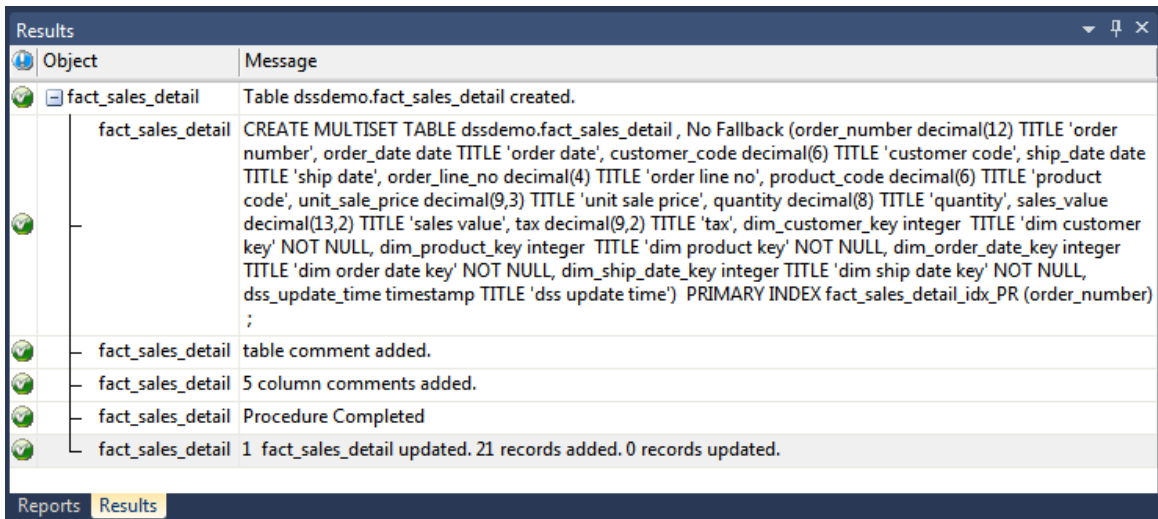 Results
Object Message
fact_sales_detail Table dssdemo.fact_sales_detail created.
fact_sales_detail CREATE MULTISET TABLE dssdemo.fact_sales_detail , No Fallback (order_number decimal(12) TITLE 'order
number', order_date date TITLE 'order date', customer_code decimal(6) TITLE 'customer code', ship_date date
TITLE 'ship date', order_line_no decimal(4) TITLE 'order line no', product_code decimal(6) TITLE 'product
code', unit_sale_price decimal(9,3) TITLE 'unit sale price', quantity decimal(8) TITLE 'quantity', sales_value
decimal(13,2) TITLE 'sales value', tax decimal(9,2) TITLE 'tax', dim_customer_key integer  TITLE 'dim customer
key' NOT NULL, dim_product_key integer  TITLE 'dim product key' NOT NULL, dim_order_date_key integer
TITLE 'dim order date key' NOT NULL, dim_ship_date_key integer TITLE 'dim ship date key' NOT NULL,
dss_update_time timestamp TITLE 'dss update time')  PRIMARY INDEX fact_sales_detail_idx_PR (order_number)
;
fact_sales_detail table comment added.
fact_sales_detail 5 column comments added.
fact_sales_detail Procedure Completed
fact_sales_detail 1  fact_sales_detail updated. 21 records added. 0 records updated.
Reports Results